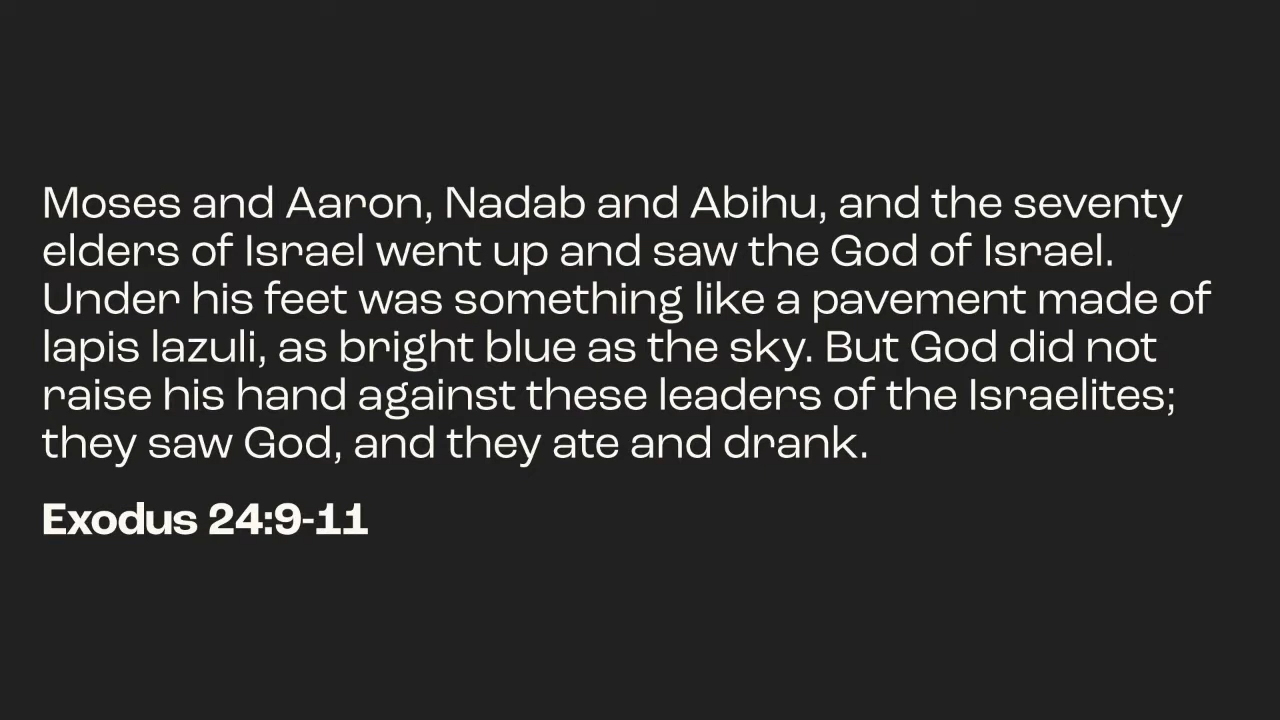 Moses and Aaron, Nadab and Abihu, and the seventy
elders of Israel went up and saw the God of Israel.
Under his feet was something like a pavement made of
lapis lazuli, as bright blue as the sky. But God did not
raise his hand against these leaders of the Israelites;
they saw God, and they ate and drank.
Exodus 24:9-11